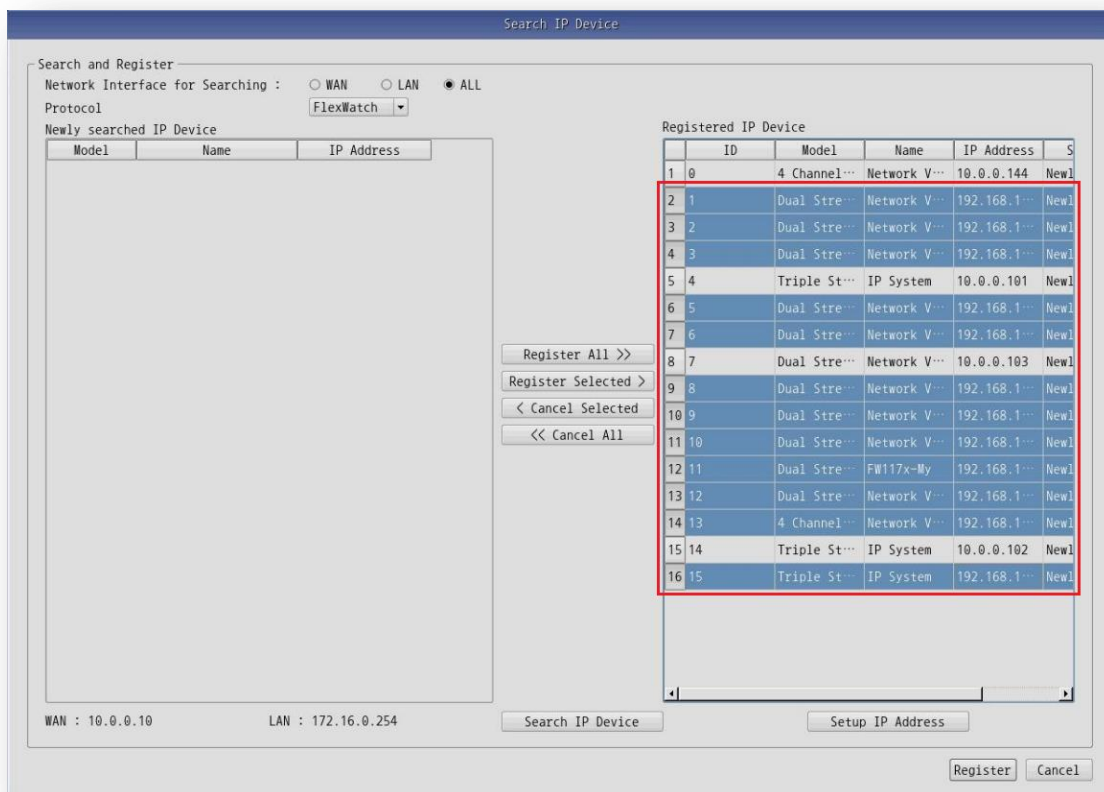 Search IP Device
Search and Register
Network Interface for Searching : WAN LAN ALL
Protocol FlexWatch
Newly searched IP Device
Model Name IP Address
Register All >>
Register Selected >
< Cancel Selected
<< Cancel All
Registered IP Device
ID Model Name IP Address S
1 0 4 Channel… Network V… 10.0.0.144 Newl
2 1 Dual Stre… Network V… 192.168.1… Newl
3 2 Dual Stre… Network V… 192.168.1… Newl
4 3 Dual Stre… Network V… 192.168.1… Newl
5 4 Triple St… IP System 10.0.0.101 Newl
6 5 Dual Stre… Network V… 192.168.1… Newl
7 6 Dual Stre… Network V… 192.168.1… Newl
8 7 Dual Stre… Network V… 10.0.0.103 Newl
9 8 Dual Stre… Network V… 192.168.1… Newl
10 9 Dual Stre… Network V… 192.168.1… Newl
11 10 Dual Stre… Network V… 192.168.1… Newl
12 11 Dual Stre… FW117x-My 192.168.1… Newl
13 12 Dual Stre… Network V… 192.168.1… Newl
14 13 4 Channel… Network V… 192.168.1… Newl
15 14 Triple St… IP System 10.0.0.102 Newl
16 15 Triple St… IP System 192.168.1… Newl
WAN : 10.0.0.10 LAN : 172.16.0.254 Search IP Device Setup IP Address
Register Cancel